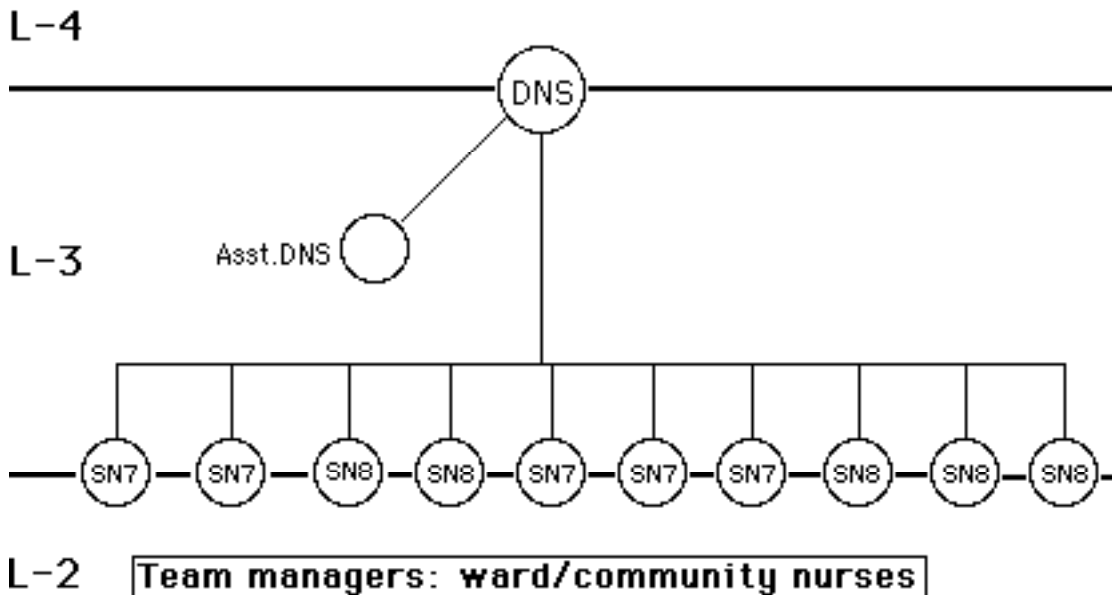 L-4
DNS
Asst.DNS
L-3
SN7 SN7 SN8 SN8 SN7 SN7 SN7 SN8 SN8 SN8
L-2
Team managers: ward/community nurses